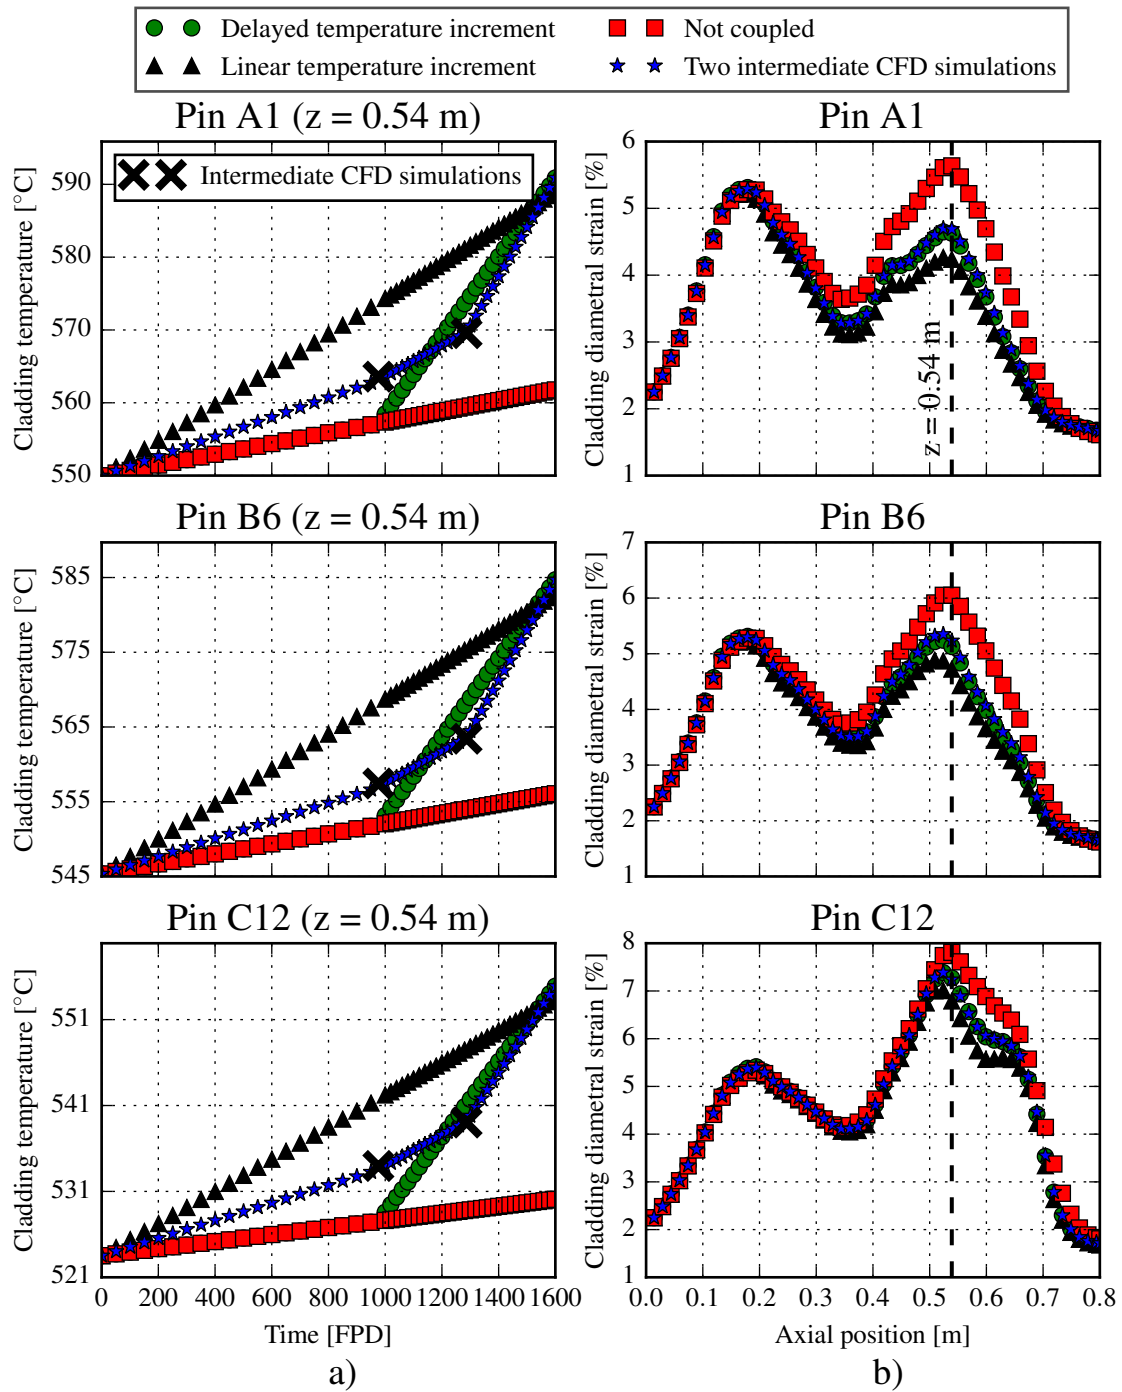 Delayed temperature increment Not coupled
Linear temperature increment Two intermediate CFD simulations
Pin A1 (z = 0.54 m)
Intermediate CFD simulations
Cladding temperature [°C]
590
580
570
560
550
Pin A1
Cladding diametral strain [%]
6
5
4
3
2
1
z = 0.54 m
Pin B6 (z = 0.54 m)
Cladding temperature [°C]
585
575
565
555
545
Pin B6
Cladding diametral strain [%]
7
6
5
4
3
2
1
Pin C12 (z = 0.54 m)
Cladding temperature [°C]
551
541
531
521
0 200 400 600 800 1000 1200 1400 1600
Time [FPD]
a)
Pin C12
Cladding diametral strain [%]
8
7
6
5
4
3
2
1
0.0 0.1 0.2 0.3 0.4 0.5 0.6 0.7 0.8
Axial position [m]
b)